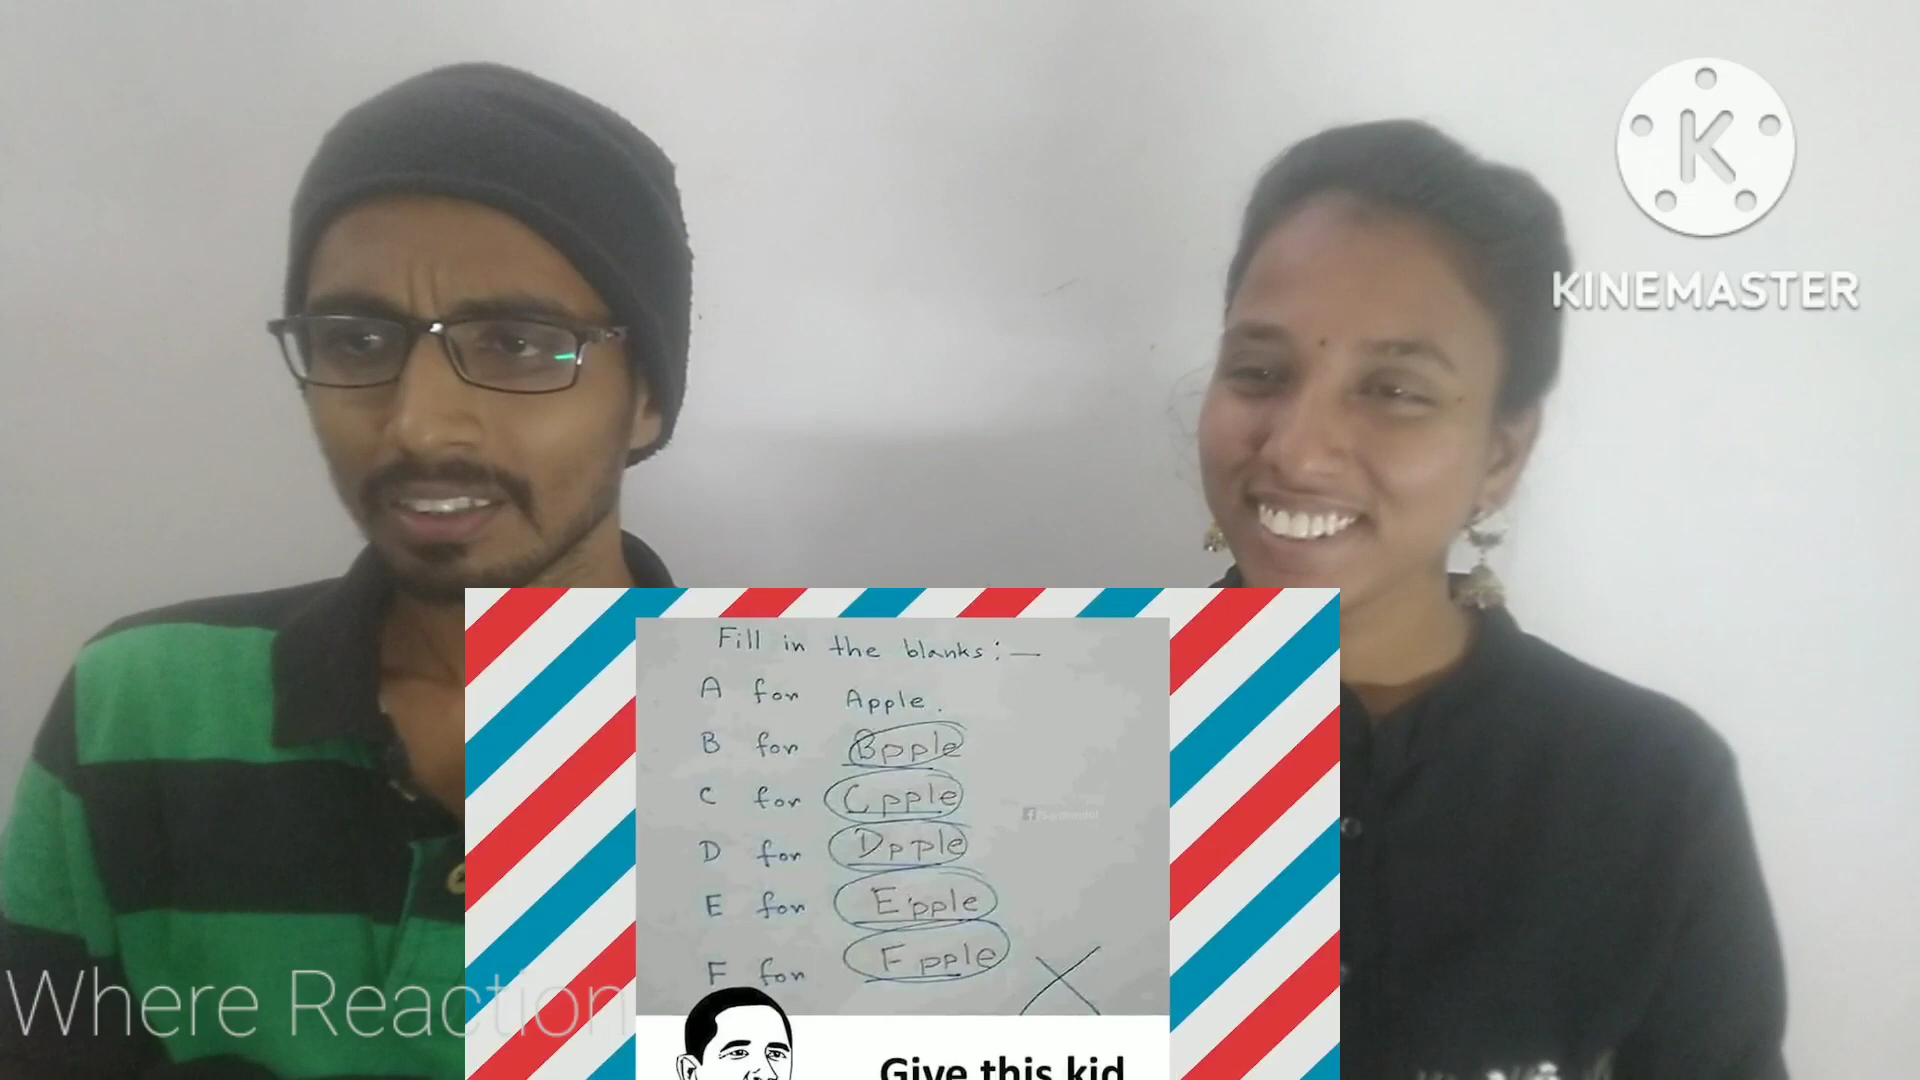 KINEMASTER
Fill in the blanks:—
A for Apple.
B for Bpple
C for Cpple
D for Dpple
E for Epple
F for Fpple
Where Reaction
Give this kid